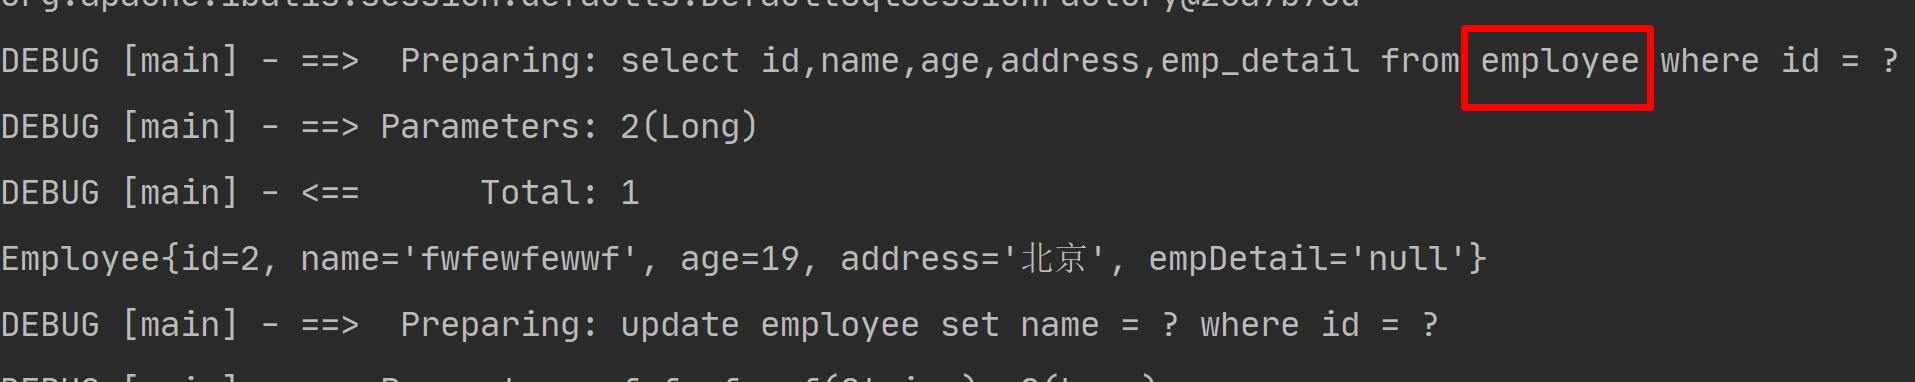 DEBUG [main] - ==>  Preparing: select id,name,age,address,emp_detail from employee where id = ?
DEBUG [main] - ==> Parameters: 2(Long)
DEBUG [main] - <==      Total: 1
Employee{id=2, name='fwfewfewwf', age=19, address='北京', empDetail='null'}
DEBUG [main] - ==>  Preparing: update employee set name = ? where id = ?